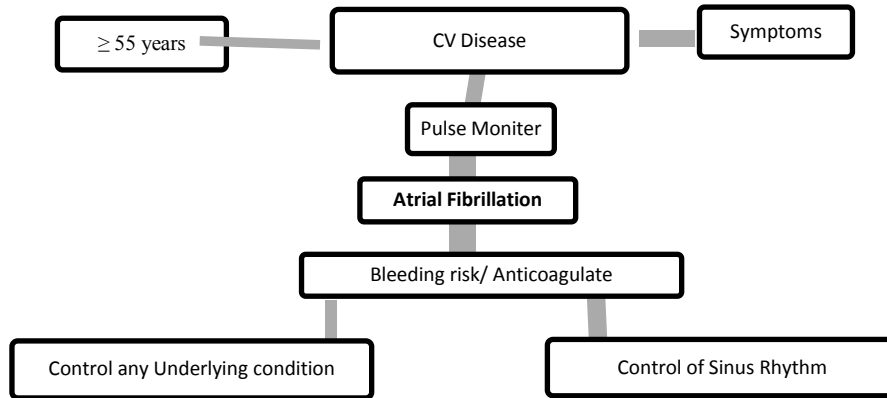 ≥ 55 years
CV Disease
Symptoms
Pulse Moniter
Atrial Fibrillation
Bleeding risk/ Anticoagulate
Control any Underlying condition
Control of Sinus Rhythm